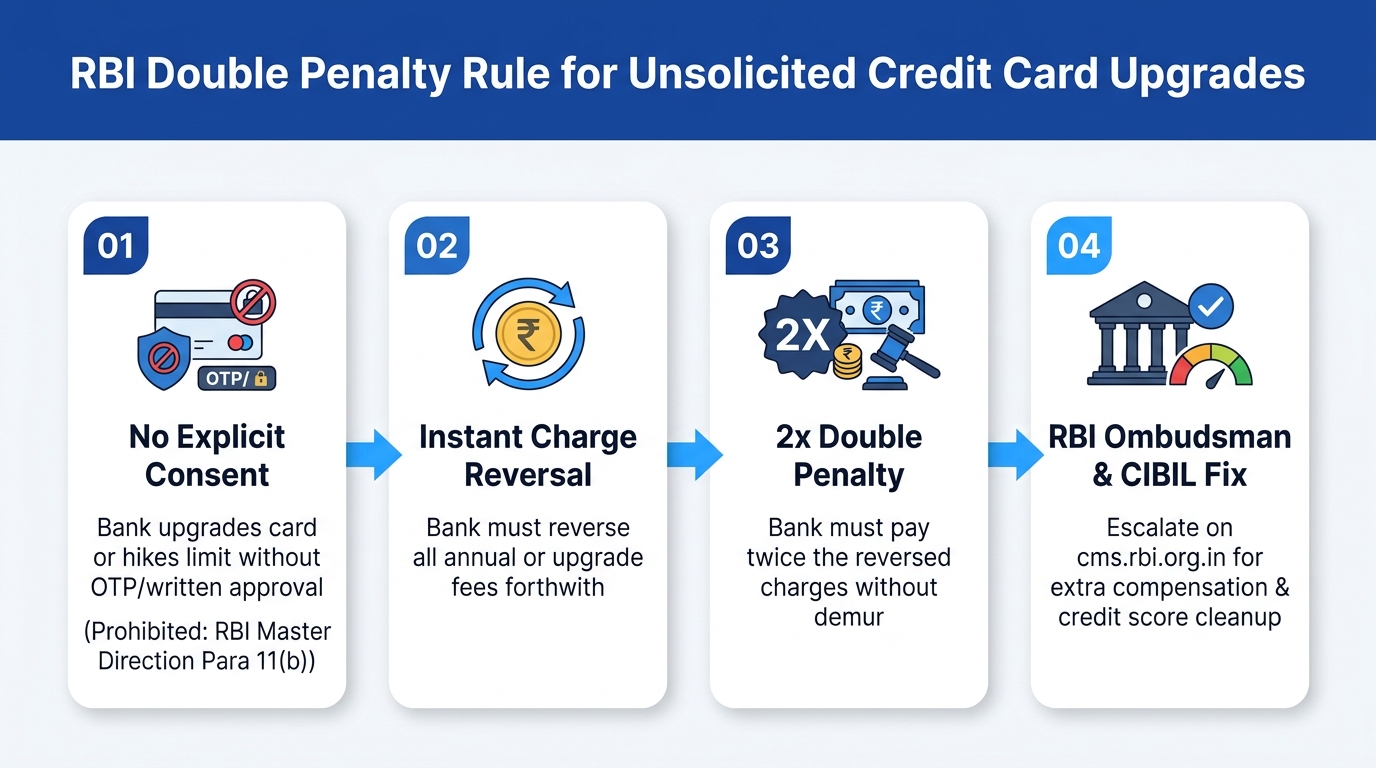 RBI Double Penalty Rule for Unsolicited Credit Card Upgrades
01
OTP/
No Explicit
Consent
Bank upgrades card
or hikes limit without
OTP/written approval
(Prohibited: RBI Master
Direction Para 11(b))
02
₹
Instant Charge
Reversal
Bank must reverse
all annual or upgrade
fees forthwith
03
2X
₹
₹
2x Double
Penalty
Bank must pay
twice the reversed
charges without
demur
04
RBI Ombudsman
& CIBIL Fix
Escalate on
cms.rbi.org.in for
extra compensation &
credit score cleanup